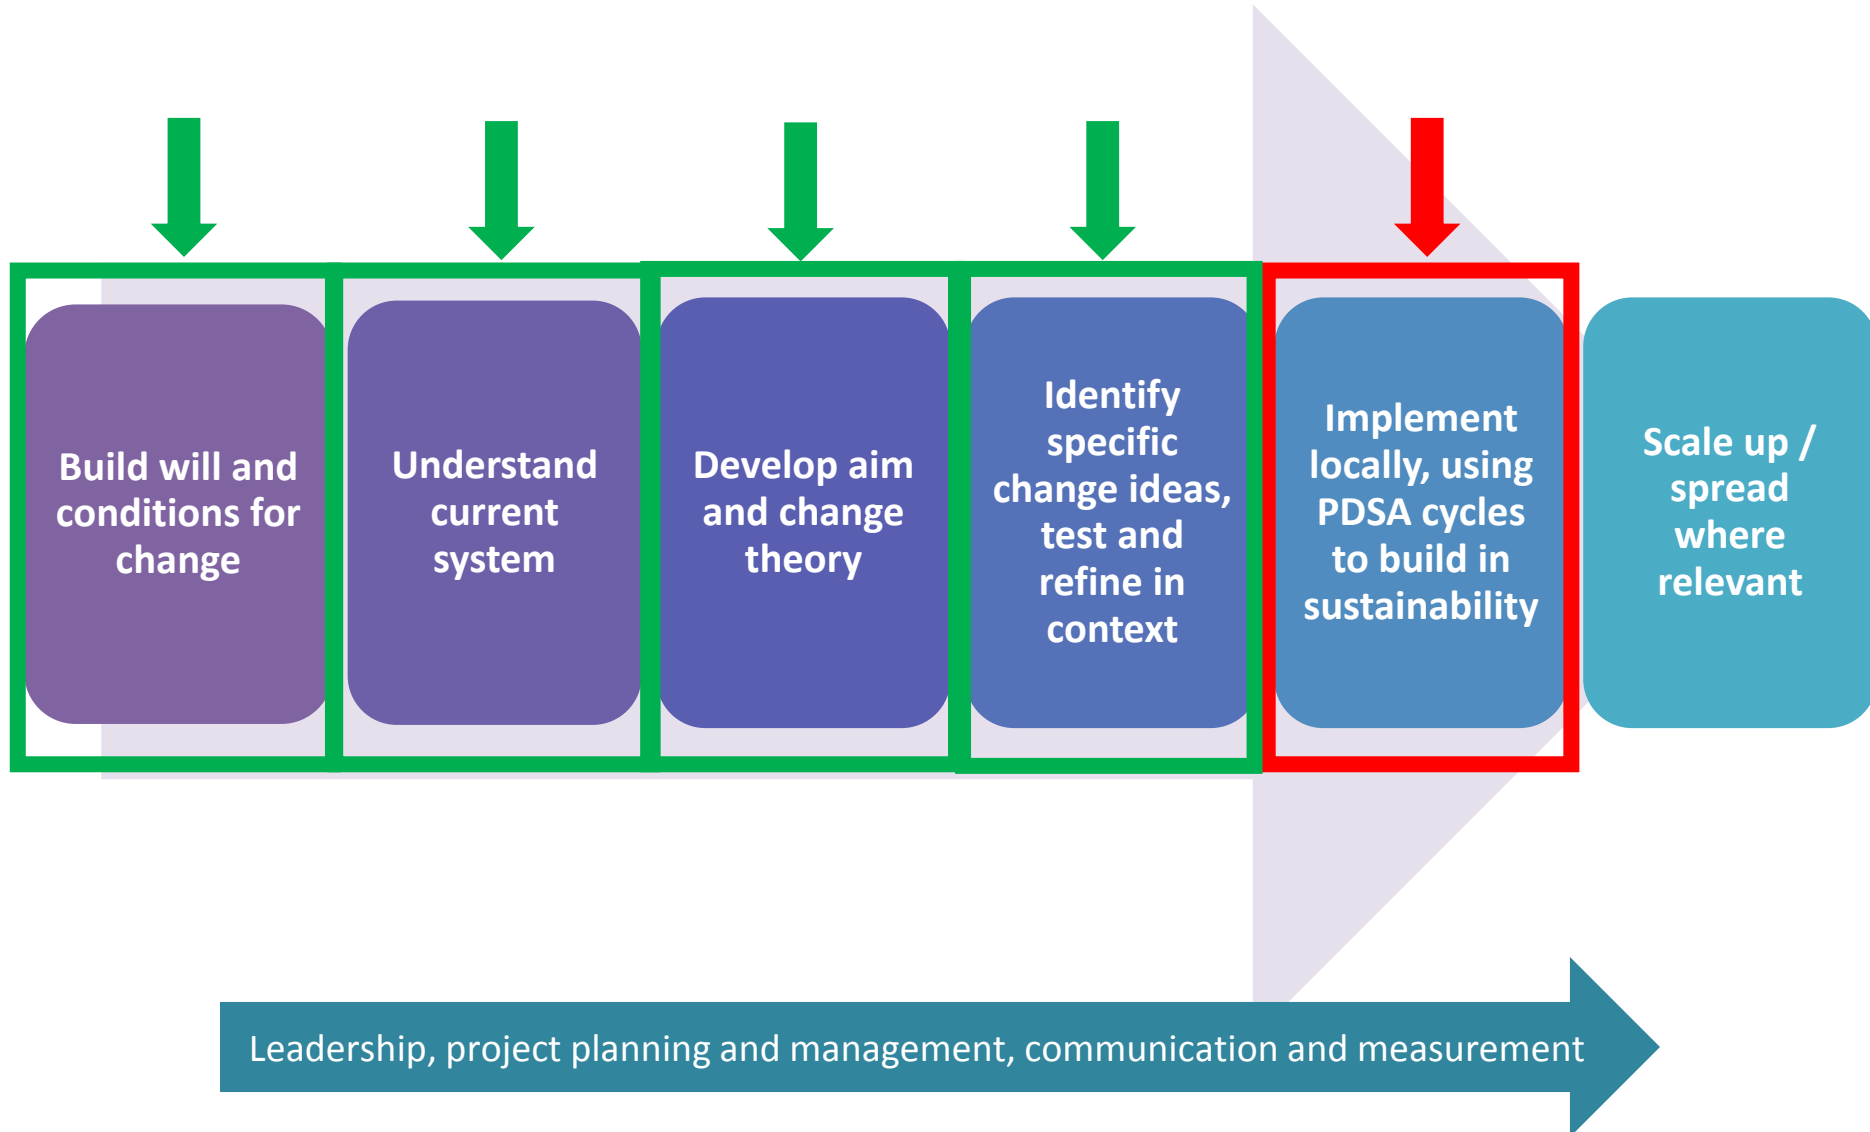 Build will and
conditions for
change
Understand
current
system
Develop aim
and change
theory
Identify
specific
change ideas,
test and
refine in
context
Implement
locally, using
PDSA cycles
to build in
sustainability
Scale up /
spread
where
relevant
Leadership, project planning and management, communication and measurement